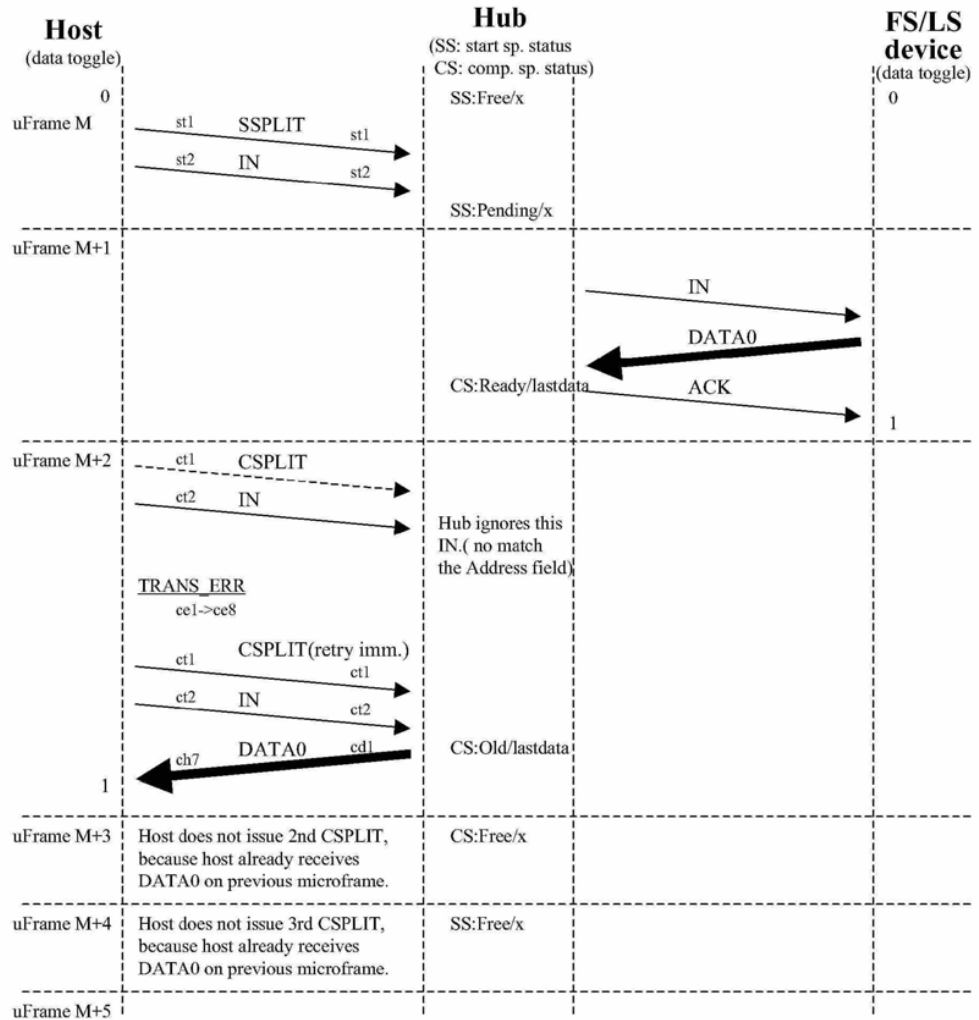 Host
(data toggle)
Hub
(SS: start sp. status
CS: comp. sp. status)
FS/LS
device
(data toggle)
0
SS:Free/x
0
uFrame M
st1
SSPLIT
st1
st2
IN
st2
SS:Pending/x
uFrame M+1
IN
DATA0
CS:Ready/lastdata
ACK
1
uFrame M+2
ct1
CSPLIT
ct2
IN
Hub ignores this
IN.( no match
the Address field)
TRANS_ERR
ce1->ce8
CSPLIT(retry imm.)
ct1
ct1
ct2
IN
ct2
DATA0
cd1
CS:Old/lastdata
ch7
1
uFrame M+3
Host does not issue 2nd CSPLIT,
because host already receives
DATA0 on previous microframe.
CS:Free/x
uFrame M+4
Host does not issue 3rd CSPLIT,
because host already receives
DATA0 on previous microframe.
SS:Free/x
uFrame M+5